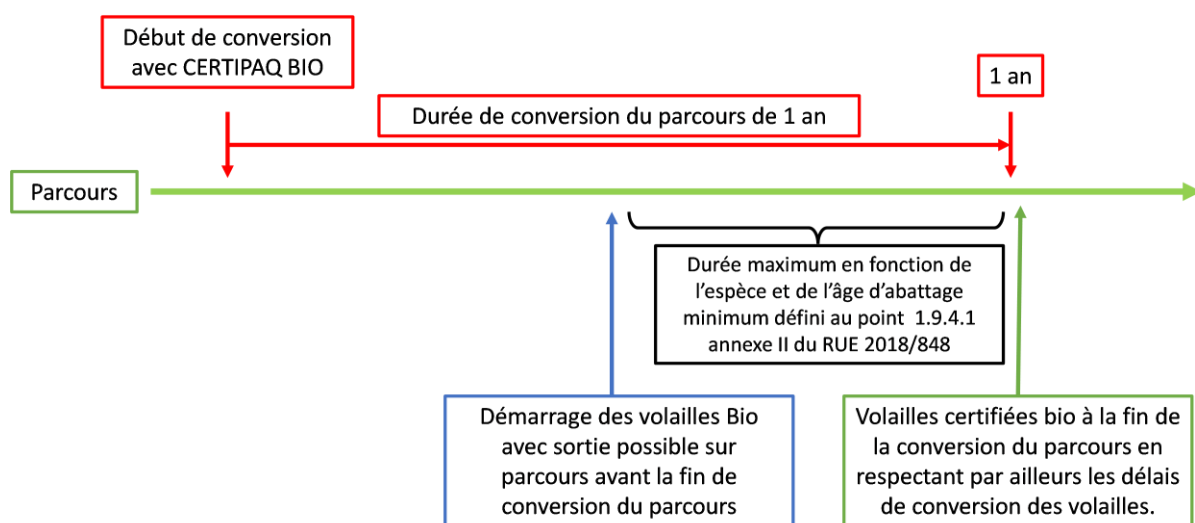 Début de conversion
avec CERTIPAQ BIO
1 an
Durée de conversion du parcours de 1 an
Parcours
Durée maximum en fonction de
l'espèce et de l'âge d'abattage
minimum défini au point 1.9.4.1
annexe II du RUE 2018/848
Démarrage des volailles Bio
avec sortie possible sur
parcours avant la fin de
conversion du parcours
Volailles certifiées bio à la fin de
la conversion du parcours en
respectant par ailleurs les délais
de conversion des volailles.